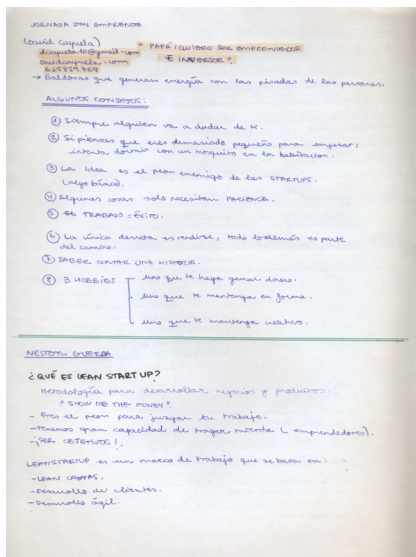 JORNADA DAY EMPRENDE
(David Cayuela)
"PAPÁ, QUIERO SER EMPRENDEDOR
E INVERSOR".
dcayuela10@gmail.com
davidcayuela.com
→ Baldosas que generan energía con las pisadas de las personas.
ALGUNOS CONSEJOS:
① Siempre alguien va a dudar de ti.
② Si piensas que eres demasiado pequeño para empezar,
intenta dormir con un mosquito en la habitación.
③ La idea es el peor enemigo de las STARTUPS.
(algo básico).
④ Algunas cosas solo necesitan PACIENCIA.
⑤ EL TRABAJO = ÉXITO.
⑥ La única derrota es rendirse, todo lo demás es parte
del camino.
⑦ SABER CONTAR UNA HISTORIA.
⑧ 3 HOBBIES
Uno que te haga ganar dinero.
Uno que te mantenga en forma.
Uno que te mantenga creativo.
NESTOR GUERRA
¿QUÉ ES LEAN START UP?
Metodología para desarrollar negocios y productos.
"SHOW ME THE MONEY".
- Eres el peor para juzgar tu trabajo.
- Tenemos gran capacidad de tragar mierda (emprendedores).
- ¡SER OBJETIVOS!
LEANSTARTUP es un marco de trabajo que se basa en:
- LEAN CANVAS.
- Desarrollo de clientes.
- Desarrollo ágil.